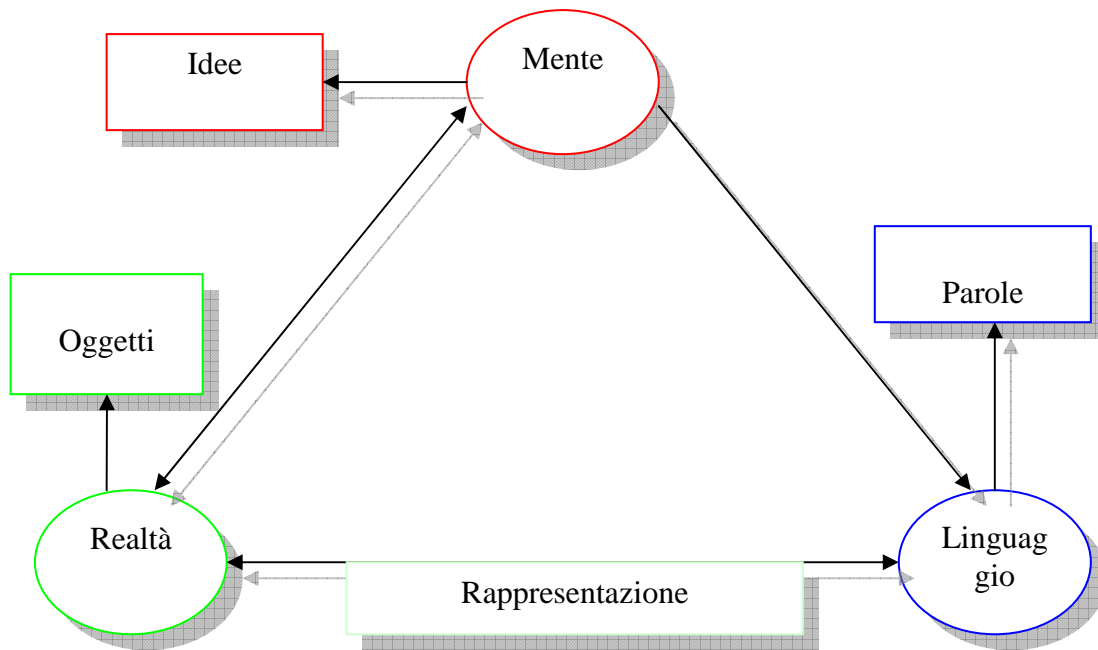 Idee
Mente
Parole
Oggetti
Realtà
Linguag
gio
Rappresentazione